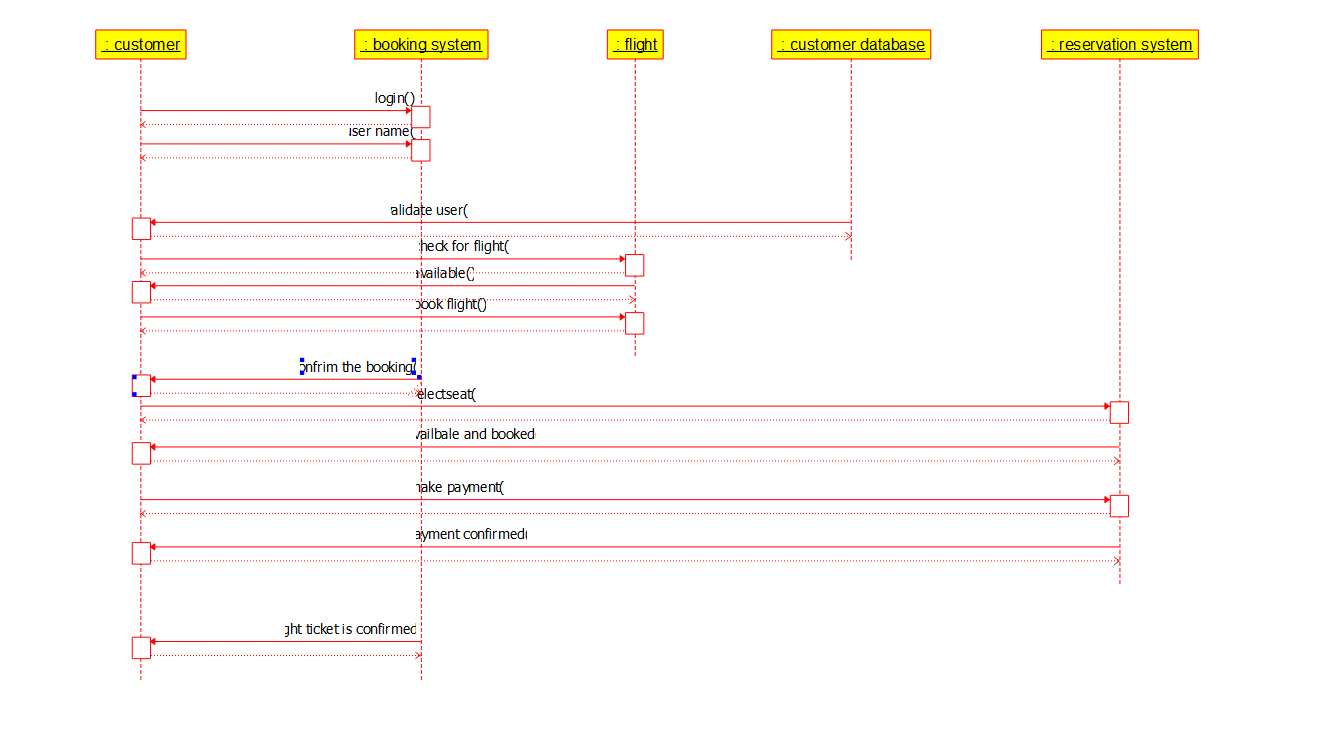 : customer
: booking system
: flight
: customer database
: reservation system
login()
user name(
alidate user(
heck for flight(
available()
book flight()
onfrim the booking(
electseat(
vailbale and booked(
make payment(
ayment confirmed(
ght ticket is confirmed